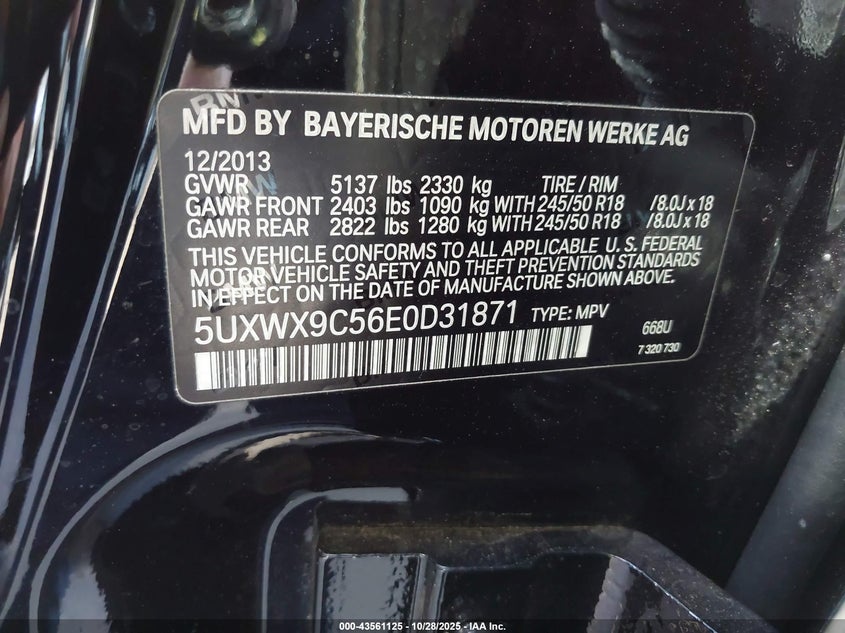 MFD BY BAYERISCHE MOTOREN WERKE AG
12/2013
GVWR 5137 lbs 2330 kg TIRE / RIM
GAWR FRONT 2403 lbs 1090 kg WITH 245/50 R18 /8.0J x 18
GAWR REAR 2822 lbs 1280 kg WITH 245/50 R18 /8.0J x 18
THIS VEHICLE CONFORMS TO ALL APPLICABLE U. S. FEDERAL
MOTOR VEHICLE SAFETY AND THEFT PREVENTION STANDARDS
IN EFFECT ON THE DATE OF MANUFACTURE SHOWN ABOVE.
5UXWX9C56E0D31871 TYPE: MPV
668U
7 320 730
000-43561125 - 10/28/2025 - IAA Inc.